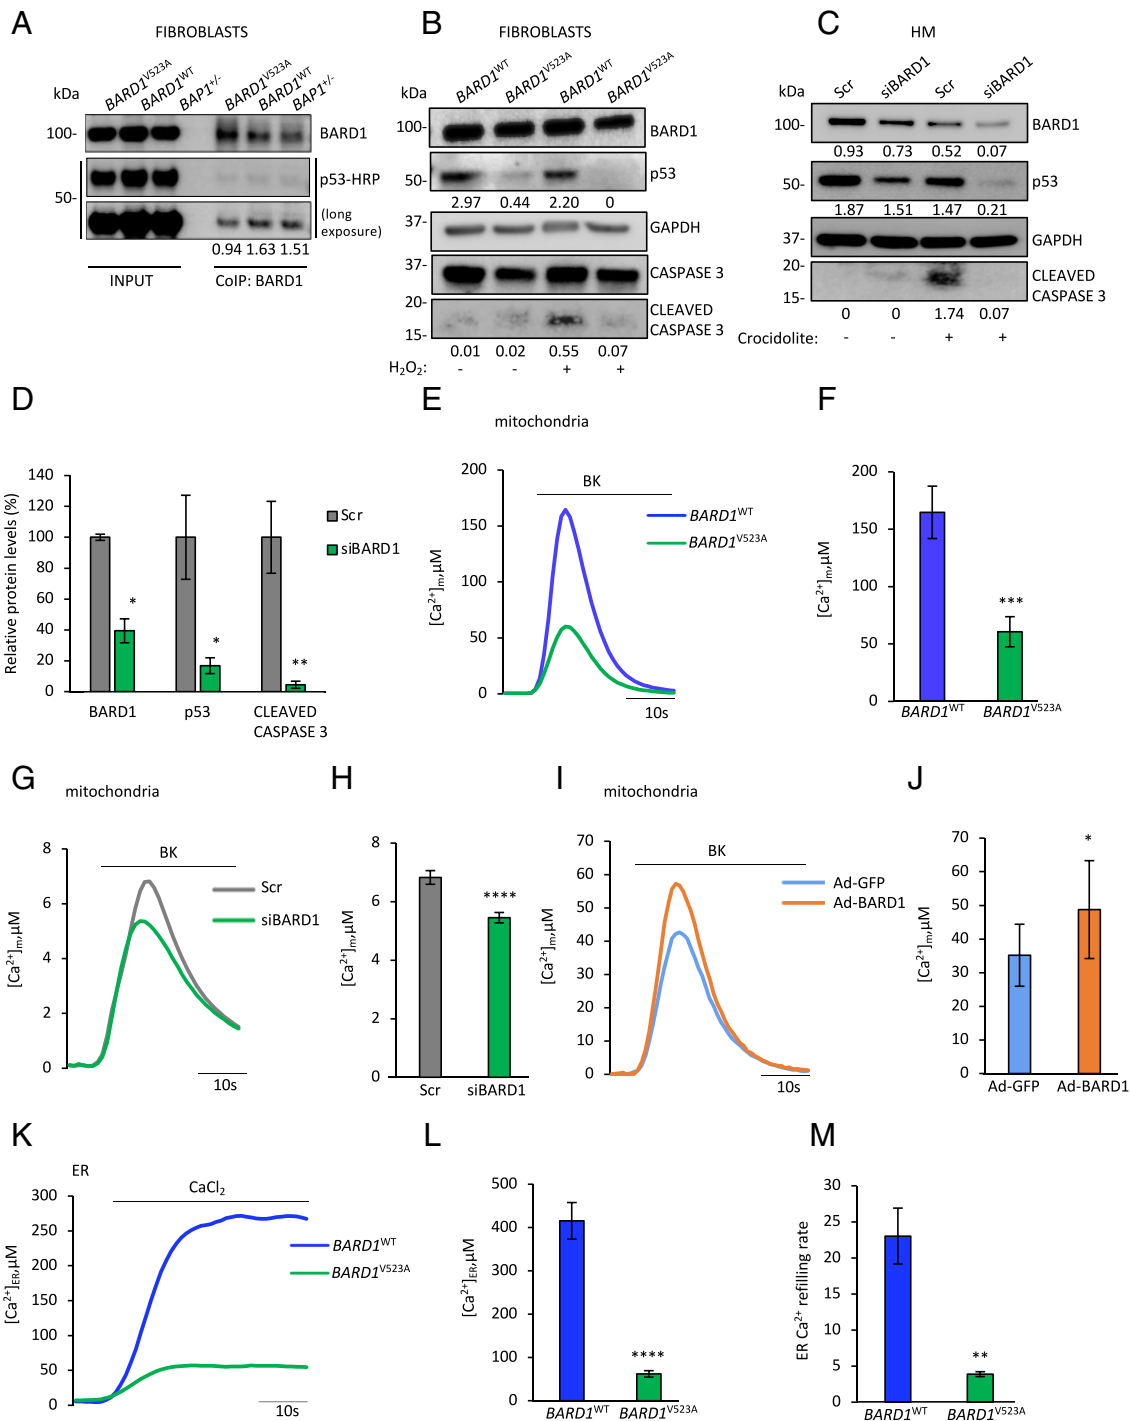 A
FIBROBLASTS
BARD1V523A BARD1WT BAP1+/- BARD1V523A BARD1WT BAP1+/-
kDa
100- BARD1
p53-HRP
50-
(long exposure)
0.94 1.63 1.51
INPUT CoIP: BARD1
B
FIBROBLASTS
BARD1WT BARD1V523A BARD1WT BARD1V523A
kDa
100- BARD1
50- p53
2.97 0.44 2.20 0
37- GAPDH
37- CASPASE 3
20-
CLEAVED CASPASE 3
15-
0.01 0.02 0.55 0.07
H2O2: - - + +
C
HM
Scr siBARD1 Scr siBARD1
kDa
100- BARD1
0.93 0.73 0.52 0.07
50- p53
1.87 1.51 1.47 0.21
37- GAPDH
20-
CLEAVED CASPASE 3
15-
0 0 1.74 0.07
Crocidolite: - - + +
D
Relative protein levels (%)
140
120
100
80
60
40
20
0
* * **
Scr
siBARD1
BARD1 p53 CLEAVED CASPASE 3
E
mitochondria
[Ca2+]m,µM
200
150
100
50
0
BK
BARD1WT
BARD1V523A
10s
F
[Ca2+]m,µM
200
150
100
50
0
***
BARD1WT BARD1V523A
G
mitochondria
[Ca2+]m,µM
8
6
4
2
0
BK
Scr
siBARD1
10s
H
[Ca2+]m,µM
8
6
4
2
0
****
Scr siBARD1
I
mitochondria
[Ca2+]m,µM
70
60
50
40
30
20
10
0
BK
Ad-GFP
Ad-BARD1
10s
J
[Ca2+]m,µM
70
60
50
40
30
20
10
0
*
Ad-GFP Ad-BARD1
K
ER
[Ca2+]ER,µM
300
250
200
150
100
50
0
CaCl2
BARD1WT
BARD1V523A
10s
L
[Ca2+]ER,µM
500
400
300
200
100
0
****
BARD1WT BARD1V523A
M
ER Ca2+ refilling rate
30
25
20
15
10
5
0
**
BARD1WT BARD1V523A